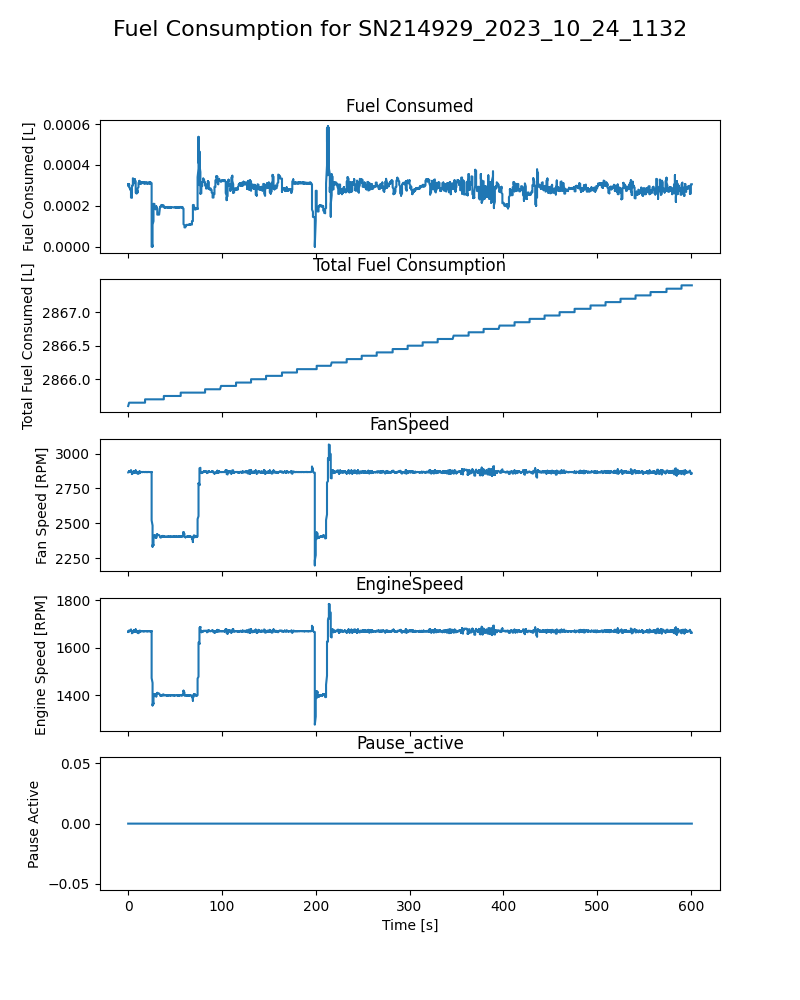 Fuel Consumption for SN214929_2023_10_24_1132
Fuel Consumed
Fuel Consumed [L]
0.0006
0.0004
0.0002
0.0000
Total Fuel Consumption
Total Fuel Consumed [L]
2867.0
2866.5
2866.0
FanSpeed
Fan Speed [RPM]
3000
2750
2500
2250
EngineSpeed
Engine Speed [RPM]
1800
1600
1400
Pause_active
Pause Active
0.05
0.00
−0.05
0 100 200 300 400 500 600
Time [s]